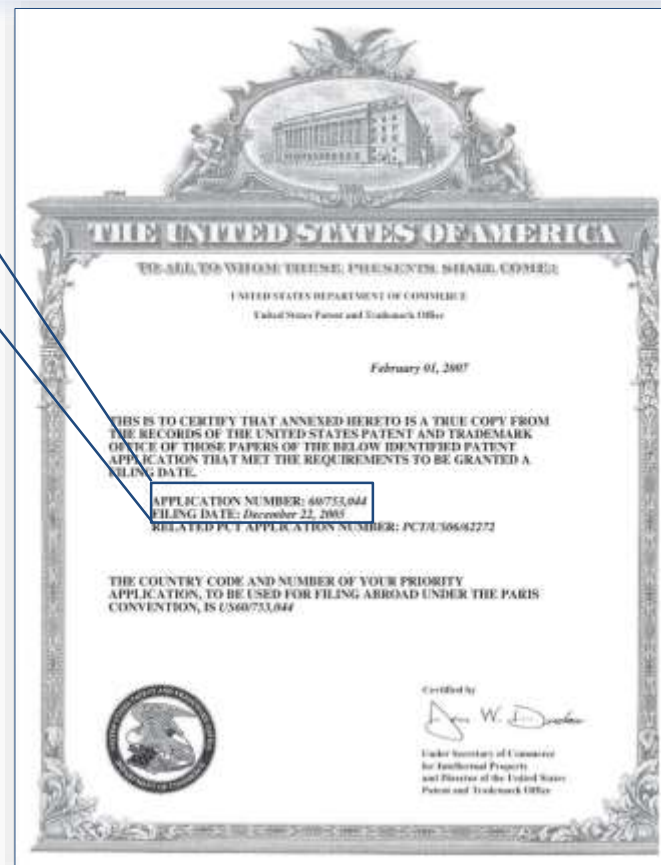 THE UNITED STATES OF AMERICA
TO ALL TO WHOM THESE PRESENTS SHALL COME:
UNITED STATES DEPARTMENT OF COMMERCE
United States Patent and Trademark Office
February 01, 2007
THIS IS TO CERTIFY THAT ANNEXED HERETO IS A TRUE COPY FROM
THE RECORDS OF THE UNITED STATES PATENT AND TRADEMARK
OFFICE OF THOSE PAPERS OF THE BELOW IDENTIFIED PATENT
APPLICATION THAT MET THE REQUIREMENTS TO BE GRANTED A
FILING DATE.
APPLICATION NUMBER: 60/753,044
FILING DATE: December 22, 2005
RELATED PCT APPLICATION NUMBER: PCT/US06/62272
THE COUNTRY CODE AND NUMBER OF YOUR PRIORITY
APPLICATION, TO BE USED FOR FILING ABROAD UNDER THE PARIS
CONVENTION, IS US60/753,044
Certified by
Under Secretary of Commerce
for Intellectual Property
and Director of the United States
Patent and Trademark Office